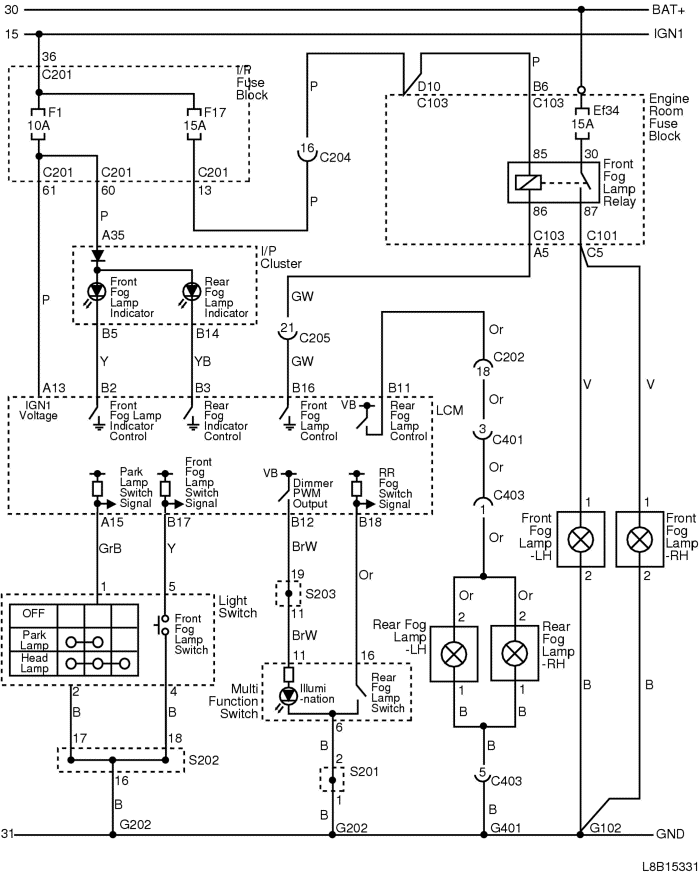 30 BAT+
15 IGN1
36
C201
I/P
Fuse
Block
F1
10A
F17
15A
C201
61
C201
60
C201
13
P
16
C204
P
D10
C103
P
B6
C103
Ef34
15A
Engine
Room
Fuse
Block
85
30
Front
Fog
Lamp
Relay
86
87
C103
A5
C101
C5
P
P
A35
I/P
Cluster
Front
Fog
Lamp
Indicator
Rear
Fog
Lamp
Indicator
B5
B14
Y
YB
GW
21
C205
GW
Or
C202
18
Or
3
C401
Or
C403
1
Or
V
V
A13
B2
B3
B16
B11
IGN1
Voltage
Front
Fog Lamp
Indicator
Control
Rear
Fog
Indicator
Control
Front
Fog
Lamp
Control
VB
Rear
Fog
Lamp
Control
LCM
Park
Lamp
Switch
Signal
Front
Fog
Lamp
Switch
Signal
VB
Dimmer
PWM
Output
RR
Fog
Switch
Signal
A15
B17
B12
B18
GrB
Y
BrW
Or
19
S203
11
BrW
1
5
Light
Switch
OFF
Park
Lamp
Head
Lamp
Front
Fog
Lamp
Switch
2
4
B
B
17
18
S202
16
B
11
16
Multi
Function
Switch
Illumi
-nation
Rear
Fog
Lamp
Switch
6
B
2
S201
1
B
Or
Or
2
2
Rear Fog
Lamp
-LH
Rear
Fog
Lamp
-RH
1
1
B
B
B
5
C403
B
Front
Fog
Lamp
-LH
1
2
Front
Fog
Lamp
-RH
1
2
B
B
31 G202 G202 G401 G102 GND
L8B15331